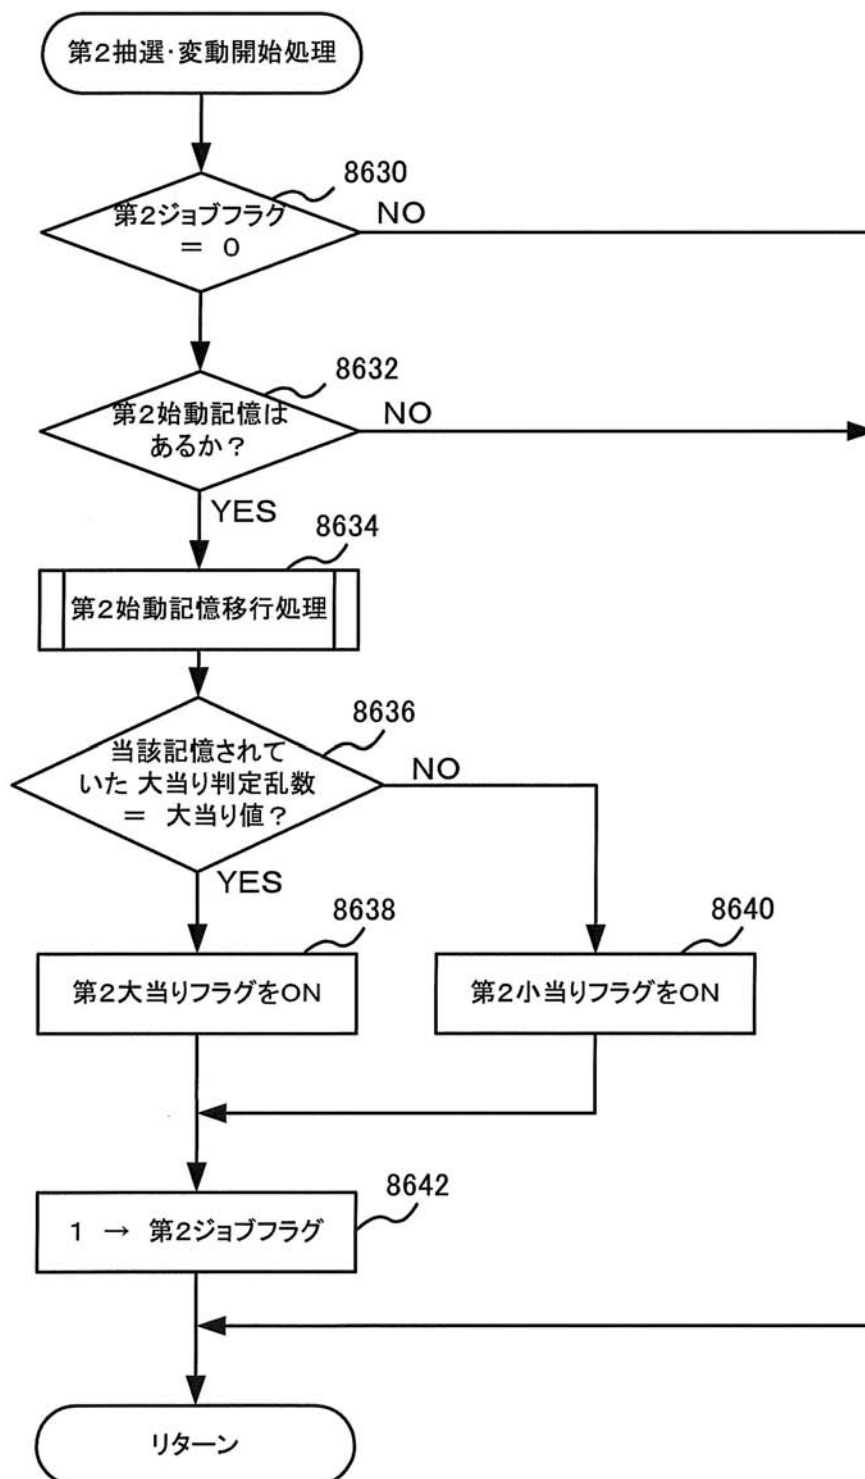 第2抽選・変動開始処理
8630
第2ジョブフラグ
= 0
NO
8632
第2始動記憶は
あるか？
NO
YES
8634
第2始動記憶移行処理
8636
当該記憶されて
いた 大当り判定乱数
= 大当り値？
NO
YES
8638
第2大当りフラグをON
8640
第2小当りフラグをON
8642
1 → 第2ジョブフラグ
リターン